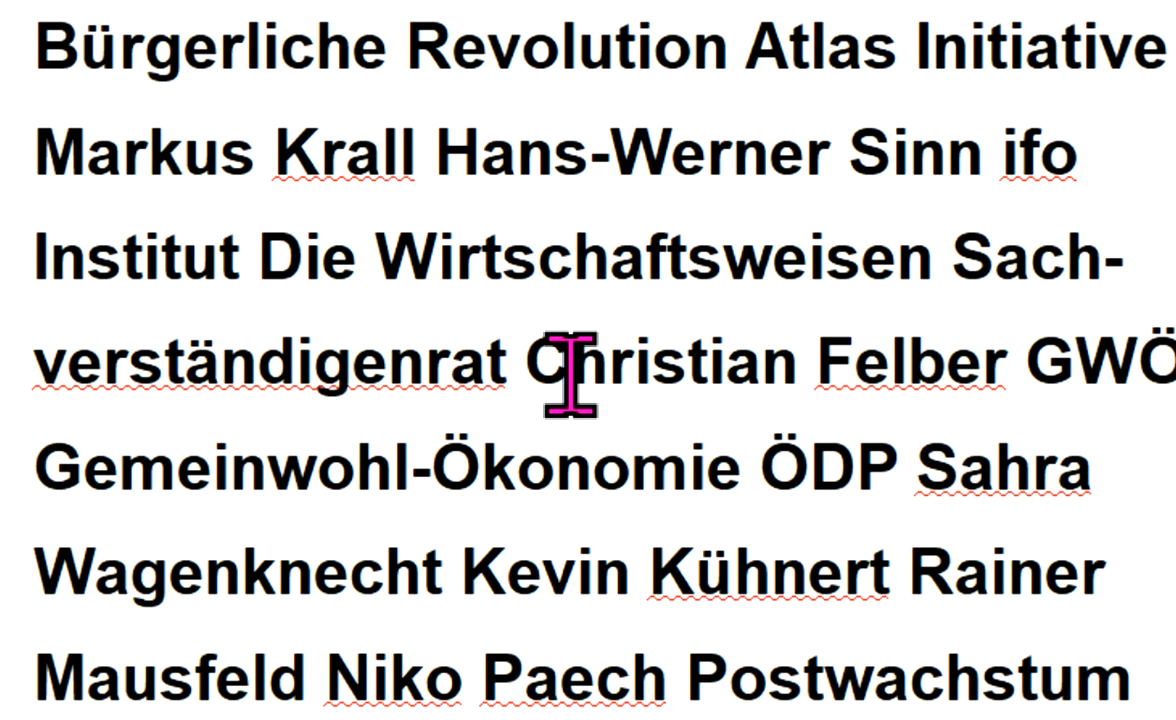 Bürgerliche Revolution Atlas Initiative
Markus Krall Hans-Werner Sinn ifo
Institut Die Wirtschaftsweisen Sach-
verständigenrat Christian Felber GWÖ
Gemeinwohl-Ökonomie ÖDP Sahra
Wagenknecht Kevin Kühnert Rainer
Mausfeld Niko Paech Postwachstum